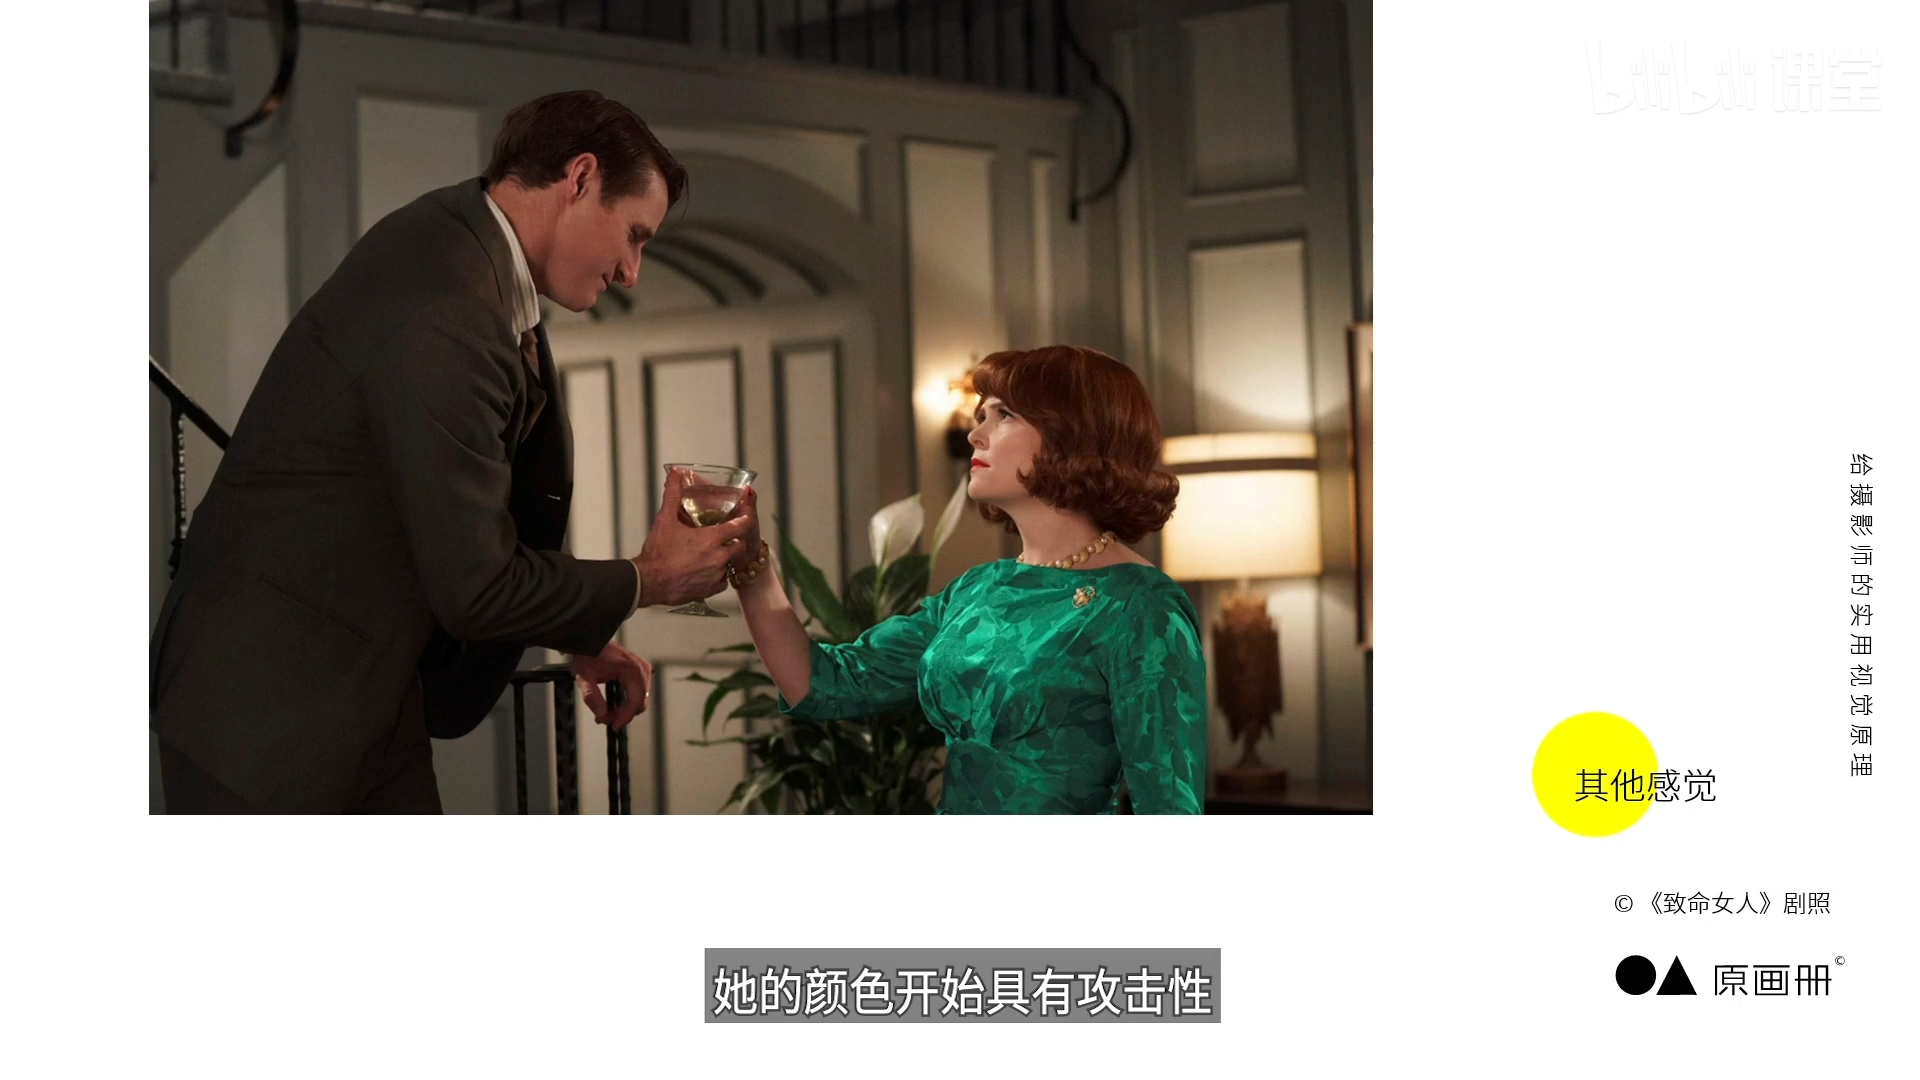 bilibili课堂
给摄影师的实用视觉原理
其他感觉
©《致命女人》剧照
原画册©
她的颜色开始具有攻击性